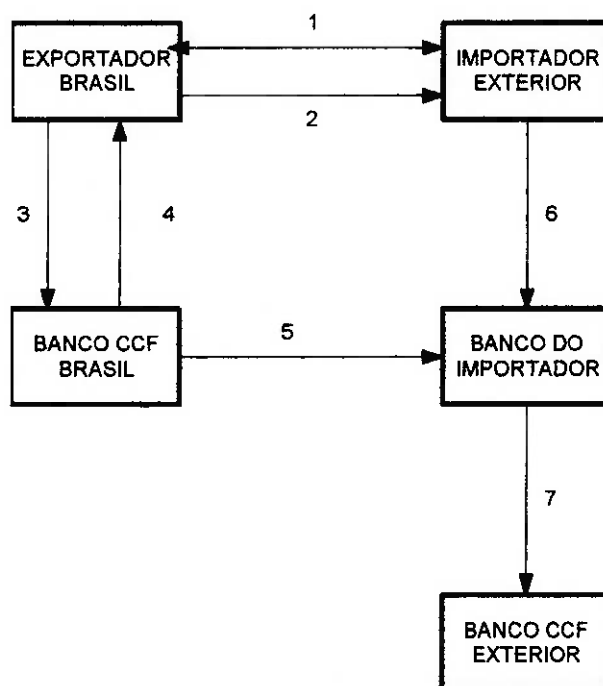 1
EXPORTADOR
BRASIL
IMPORTADOR
EXTERIOR
2
3
4
6
BANCO CCF
BRASIL
5
BANCO DO
IMPORTADOR
7
BANCO CCF
EXTERIOR